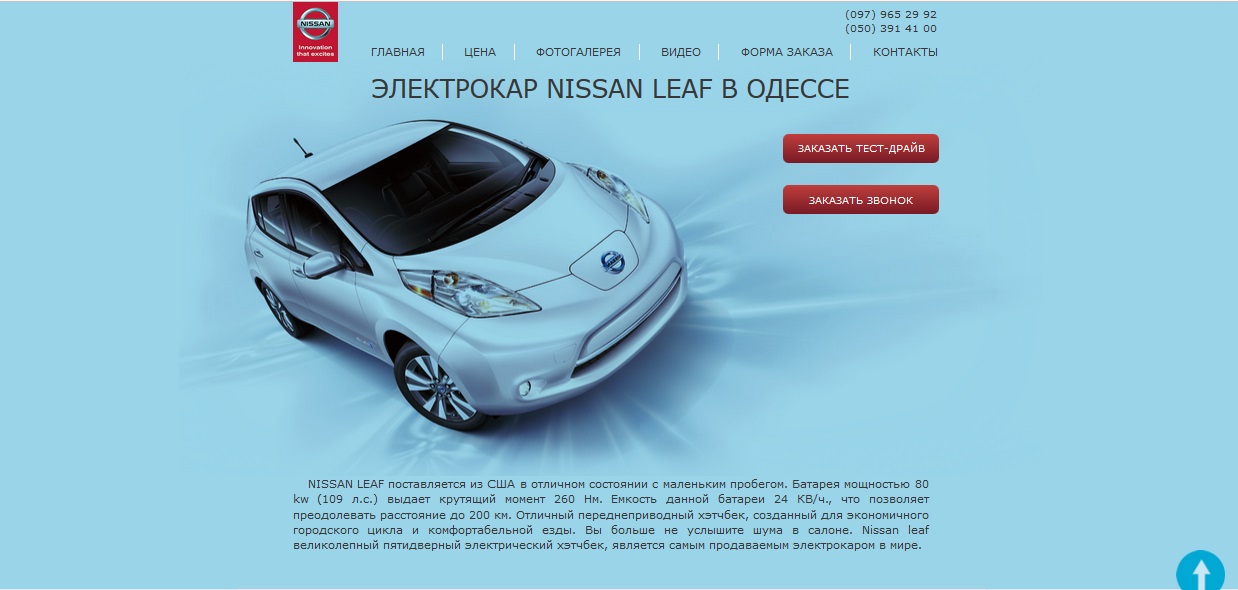 NISSAN
Innovation
that excites
(097) 965 29 92
(050) 391 41 00
ГЛАВНАЯ ЦЕНА ФОТОГАЛЕРЕЯ ВИДЕО ФОРМА ЗАКАЗА КОНТАКТЫ
ЭЛЕКТРОКАР NISSAN LEAF В ОДЕССЕ
ЗАКАЗАТЬ ТЕСТ-ДРАЙВ
ЗАКАЗАТЬ ЗВОНОК
NISSAN
NISSAN LEAF поставляется из США в отличном состоянии с маленьким пробегом. Батарея мощностью 80
kw (109 л.с.) выдает крутящий момент 260 Нм. Емкость данной батареи 24 КВ/ч., что позволяет
преодолевать расстояние до 200 км. Отличный переднеприводный хэтчбек, созданный для экономичного
городского цикла и комфортабельной езды. Вы больше не услышите шума в салоне. Nissan leaf
великолепный пятидверный электрический хэтчбек, является самым продаваемым электрокаром в мире.